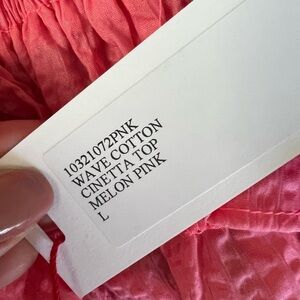 10321072PNK
WAVE COTTON
CINETTA TOP
MELON PINK
L